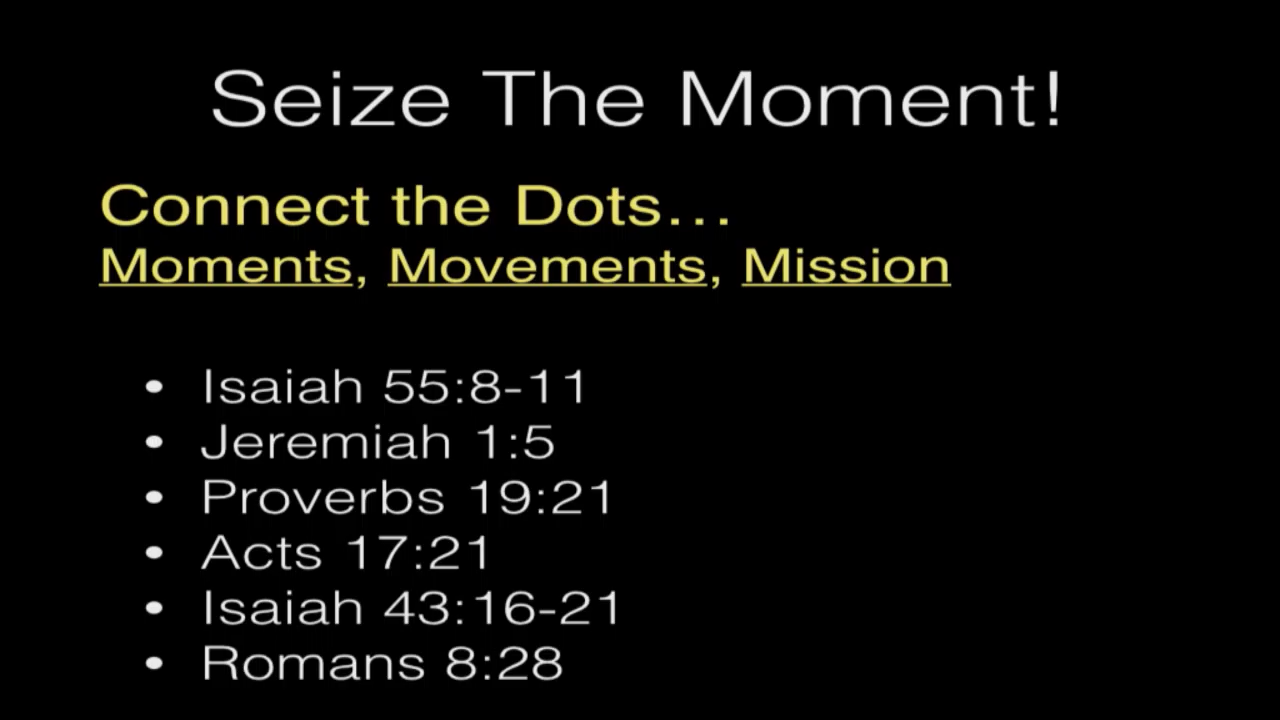 Seize The Moment!
Connect the Dots...
Moments, Movements, Mission
• Isaiah 55:8-11
• Jeremiah 1:5
• Proverbs 19:21
• Acts 17:21
• Isaiah 43:16-21
• Romans 8:28